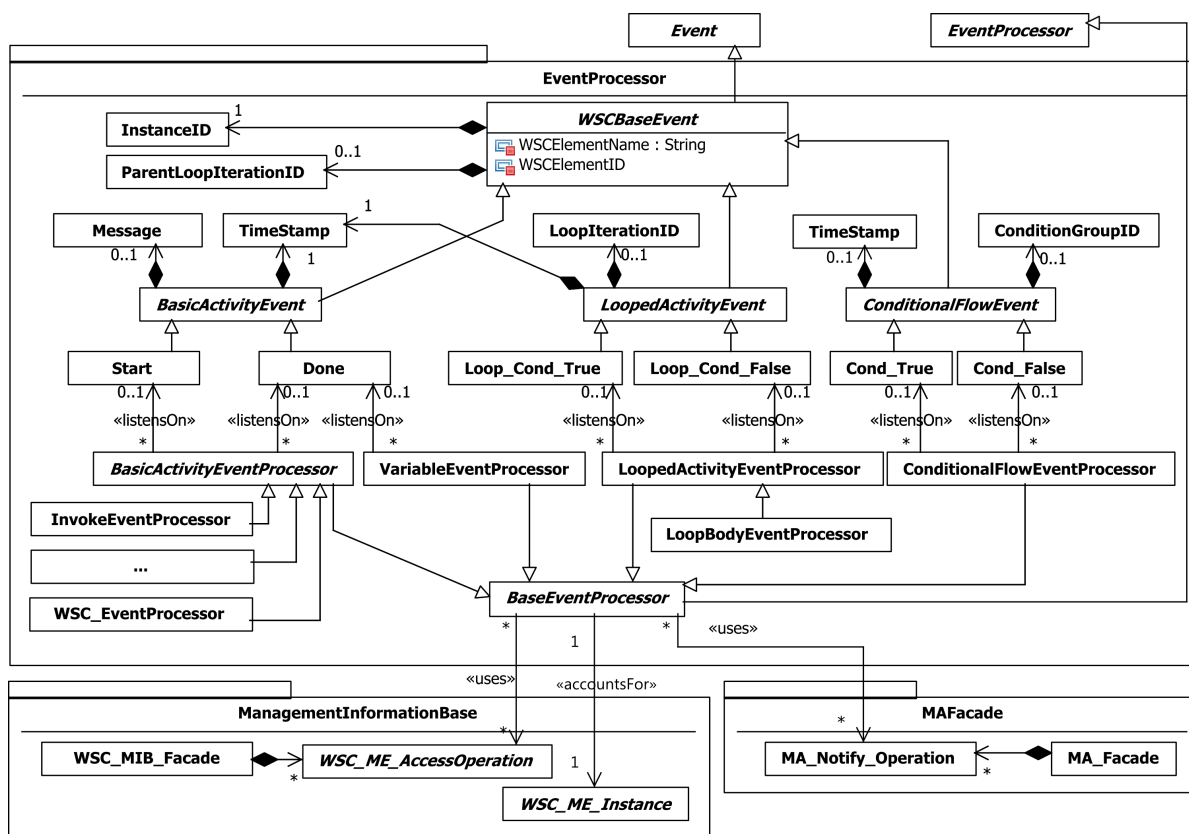 Event
EventProcessor
EventProcessor
WSCBaseEvent
WSCElementName : String
WSCElementID
InstanceID
1
ParentLoopIterationID
0..1
Message
TimeStamp
1
LoopIterationID
TimeStamp
ConditionGroupID
0..1
1
0..1
0..1
0..1
BasicActivityEvent
LoopedActivityEvent
ConditionalFlowEvent
Start
Done
Loop_Cond_True
Loop_Cond_False
Cond_True
Cond_False
0..1
0..1
0..1
0..1
0..1
0..1
0..1
«listensOn»
«listensOn»
«listensOn»
«listensOn»
«listensOn»
«listensOn»
«listensOn»
*
*
*
*
*
*
*
BasicActivityEventProcessor
VariableEventProcessor
LoopedActivityEventProcessor
ConditionalFlowEventProcessor
InvokeEventProcessor
LoopBodyEventProcessor
...
WSC_EventProcessor
BaseEventProcessor
*
1
*
«uses»
«uses»
«accountsFor»
ManagementInformationBase
MAFacade
*
*
WSC_MIB_Facade
*
WSC_ME_AccessOperation
1
MA_Notify_Operation
*
MA_Facade
WSC_ME_Instance